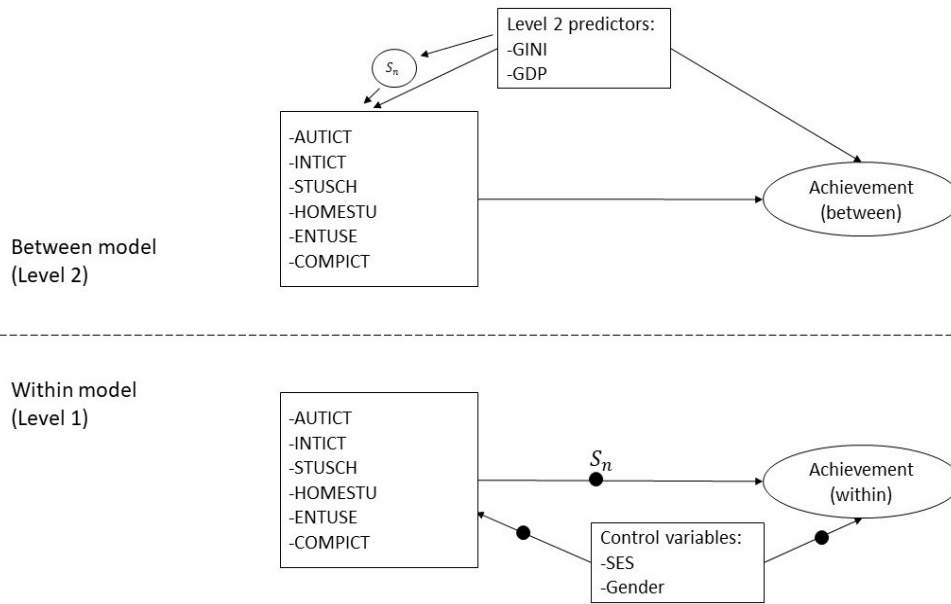 Level 2 predictors:
-GINI
-GDP
Sₙ
-AUTICT
-INTICT
-STUSCH
-HOMESTU
-ENTUSE
-COMPICT
Achievement
(between)
Between model
(Level 2)
Within model
(Level 1)
-AUTICT
-INTICT
-STUSCH
-HOMESTU
-ENTUSE
-COMPICT
Sₙ
Achievement
(within)
Control variables:
-SES
-Gender